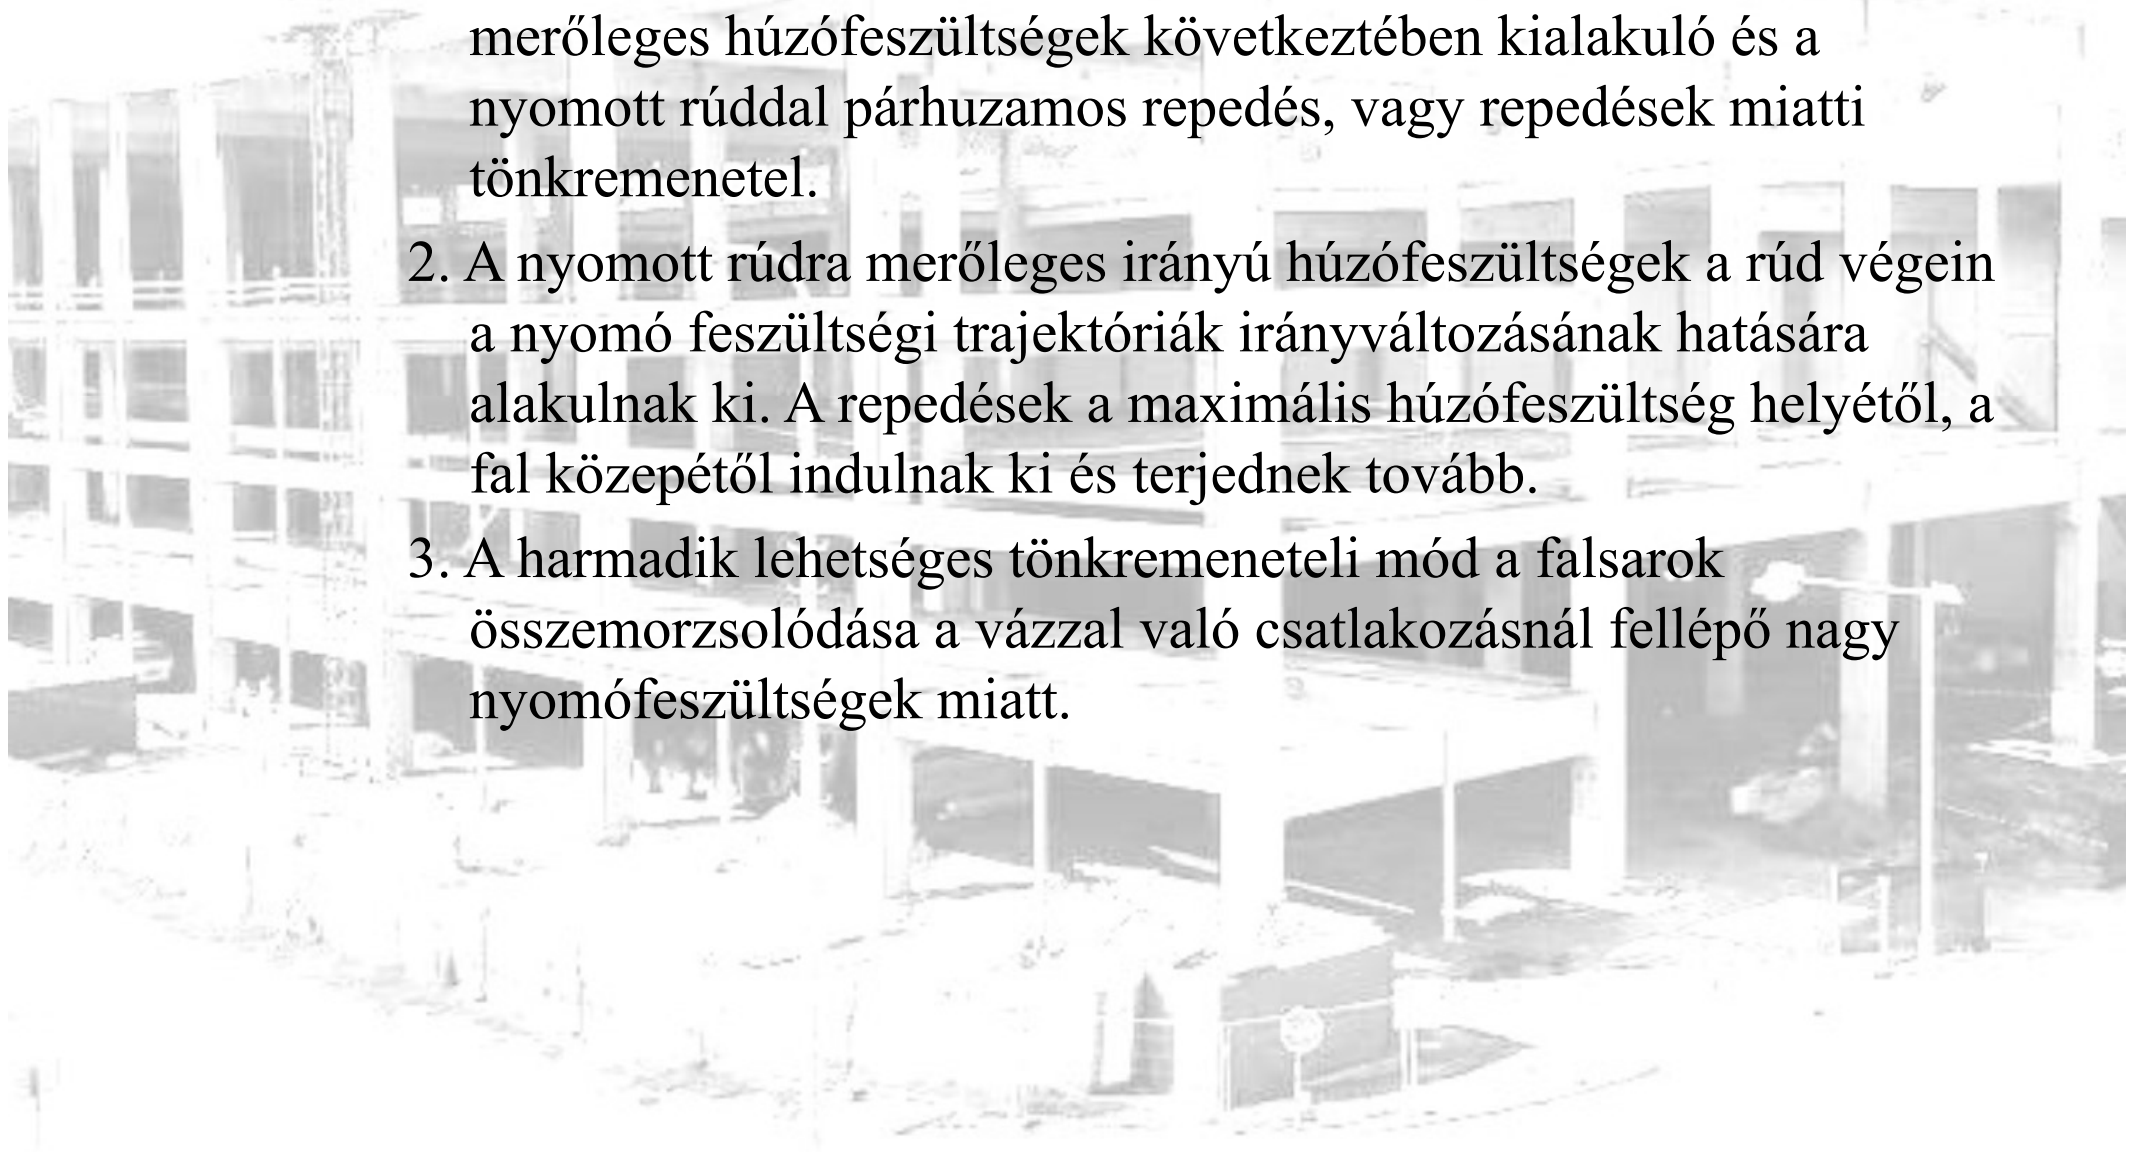 merőleges húzófeszültségek következtében kialakuló és a
nyomott rúddal párhuzamos repedés, vagy repedések miatti
tönkremenetel.
2. A nyomott rúdra merőleges irányú húzófeszültségek a rúd végein
a nyomó feszültségi trajektóriák irányváltozásának hatására
alakulnak ki. A repedések a maximális húzófeszültség helyétől, a
fal közepétől indulnak ki és terjednek tovább.
3. A harmadik lehetséges tönkremeneteli mód a falsarok
összemorzsolódása a vázzal való csatlakozásnál fellépő nagy
nyomófeszültségek miatt.